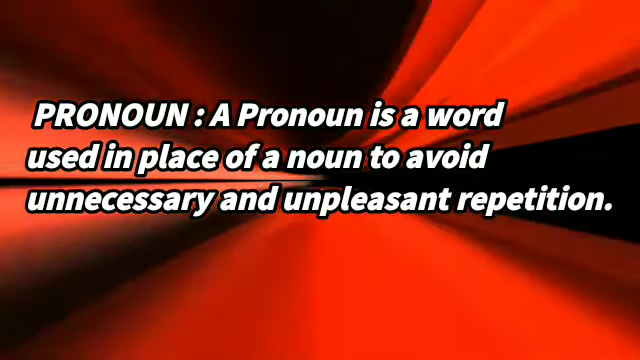 PRONOUN : A Pronoun is a word
used in place of a noun to avoid
unnecessary and unpleasant repetition.